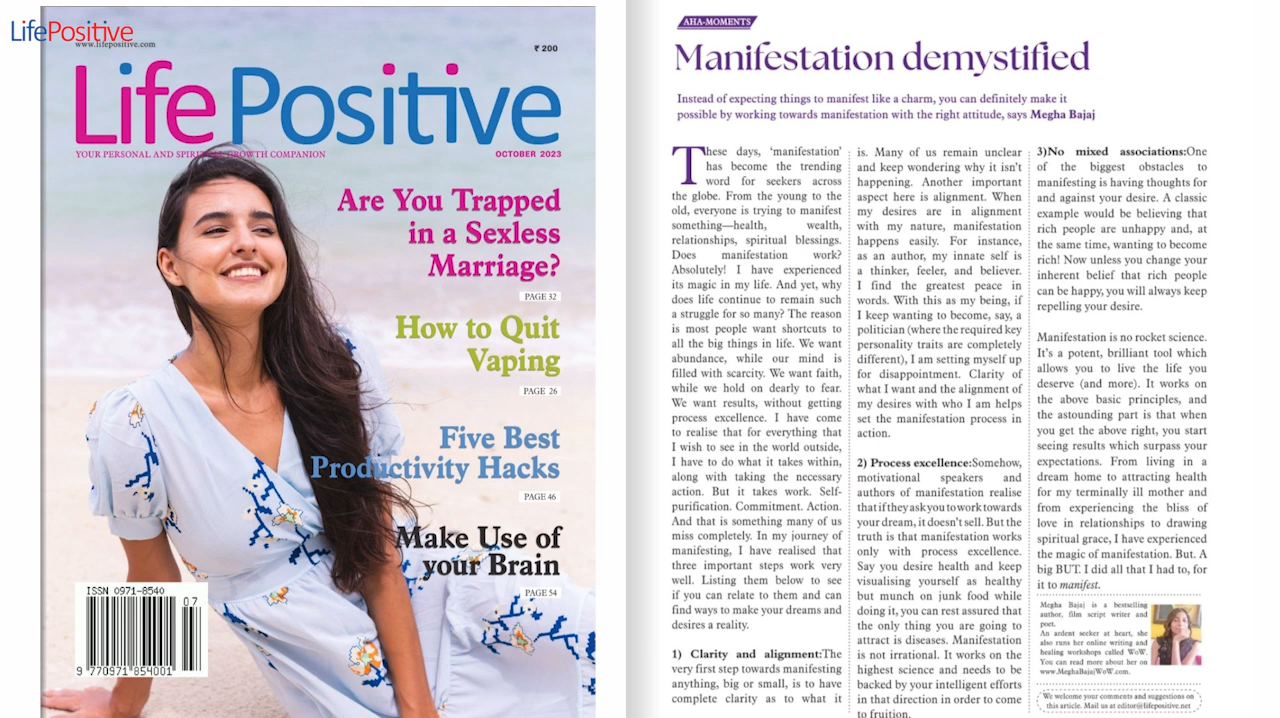 LifePositive
www.lifepositive.com
₹ 200
LifePositive
YOUR PERSONAL AND SPIRITUAL GROWTH COMPANION
OCTOBER 2023
Are You Trapped
in a Sexless
Marriage?
PAGE 32
How to Quit
Vaping
PAGE 26
Five Best
Productivity Hacks
PAGE 46
Make Use of
your Brain
PAGE 54
ISSN 0971-8540
07
9 770971 854001
AHA-MOMENTS
Manifestation demystified
Instead of expecting things to manifest like a charm, you can definitely make it
possible by working towards manifestation with the right attitude, says Megha Bajaj
These days, ‘manifestation’
has become the trending
word for seekers across
the globe. From the young to the
old, everyone is trying to manifest
something—health, wealth,
relationships, spiritual blessings.
Does manifestation work?
Absolutely! I have experienced
its magic in my life. And yet, why
does life continue to remain such
a struggle for so many? The reason
is most people want shortcuts to
all the big things in life. We want
abundance, while our mind is
filled with scarcity. We want faith,
while we hold on dearly to fear.
We want results, without getting
process excellence. I have come
to realise that for everything that
I wish to see in the world outside,
I have to do what it takes within,
along with taking the necessary
action. But it takes work. Self-
purification. Commitment. Action.
And that is something many of us
miss completely. In my journey of
manifesting, I have realised that
three important steps work very
well. Listing them below to see
if you can relate to them and can
find ways to make your dreams and
desires a reality.
1) Clarity and alignment:The
very first step towards manifesting
anything, big or small, is to have
complete clarity as to what it
is. Many of us remain unclear
and keep wondering why it isn’t
happening. Another important
aspect here is alignment. When
my desires are in alignment
with my nature, manifestation
happens easily. For instance,
as an author, my innate self is
a thinker, feeler, and believer.
I find the greatest peace in
words. With this as my being, if
I keep wanting to become, say, a
politician (where the required key
personality traits are completely
different), I am setting myself up
for disappointment. Clarity of
what I want and the alignment of
my desires with who I am helps
set the manifestation process in
action.
2) Process excellence:Somehow,
motivational speakers and
authors of manifestation realise
that if they ask you to work towards
your dream, it doesn’t sell. But the
truth is that manifestation works
only with process excellence.
Say you desire health and keep
visualising yourself as healthy
but munch on junk food while
doing it, you can rest assured that
the only thing you are going to
attract is diseases. Manifestation
is not irrational. It works on the
highest science and needs to be
backed by your intelligent efforts
in that direction in order to come
to fruition.
3)No mixed associations:One
of the biggest obstacles to
manifesting is having thoughts for
and against your desire. A classic
example would be believing that
rich people are unhappy and, at
the same time, wanting to become
rich! Now unless you change your
inherent belief that rich people
can be happy, you will always keep
repelling your desire.
Manifestation is no rocket science.
It’s a potent, brilliant tool which
allows you to live the life you
deserve (and more). It works on
the above basic principles, and
the astounding part is that when
you get the above right, you start
seeing results which surpass your
expectations. From living in a
dream home to attracting health
for my terminally ill mother and
from experiencing the bliss of
love in relationships to drawing
spiritual grace, I have experienced
the magic of manifestation. But. A
big BUT. I did all that I had to, for
it to manifest.
Megha Bajaj is a bestselling
author, film script writer and
poet.
An ardent seeker at heart, she
also runs her online writing and
healing workshops called WoW.
You can read more about her on
www.MeghaBajajWoW.com.
We welcome your comments and suggestions on
this article. Mail us at editor@lifepositive.net